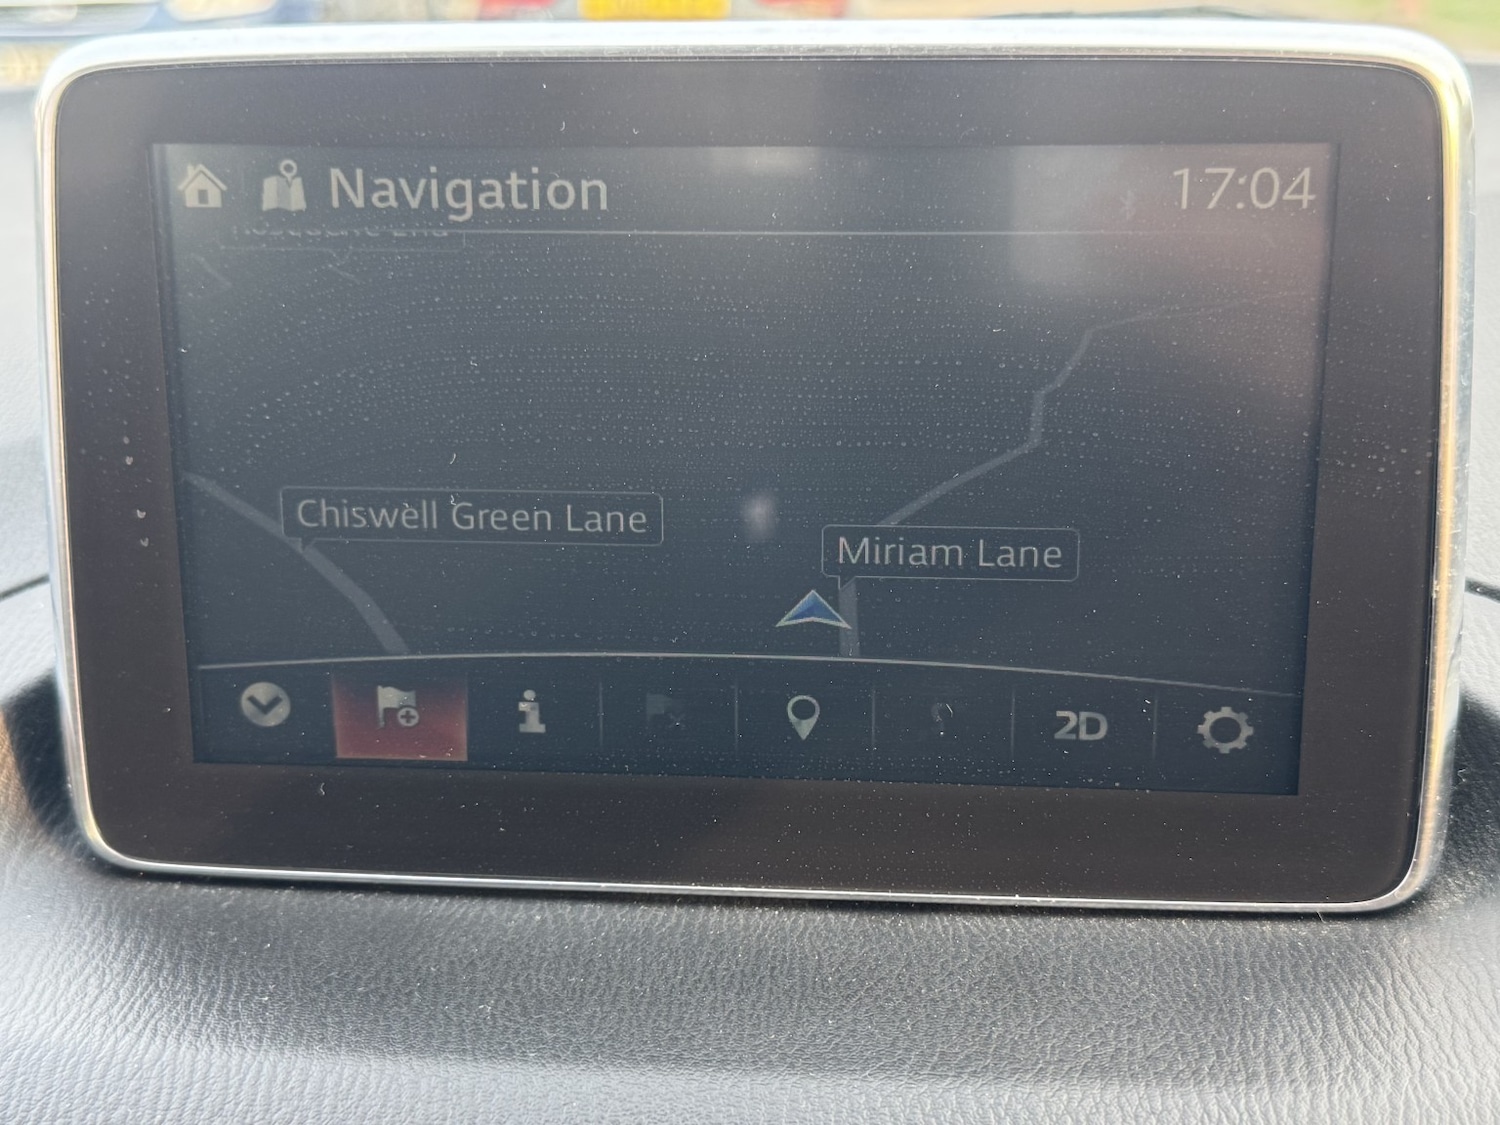 Navigation
17:04
Chiswell Green Lane
Miriam Lane
2D